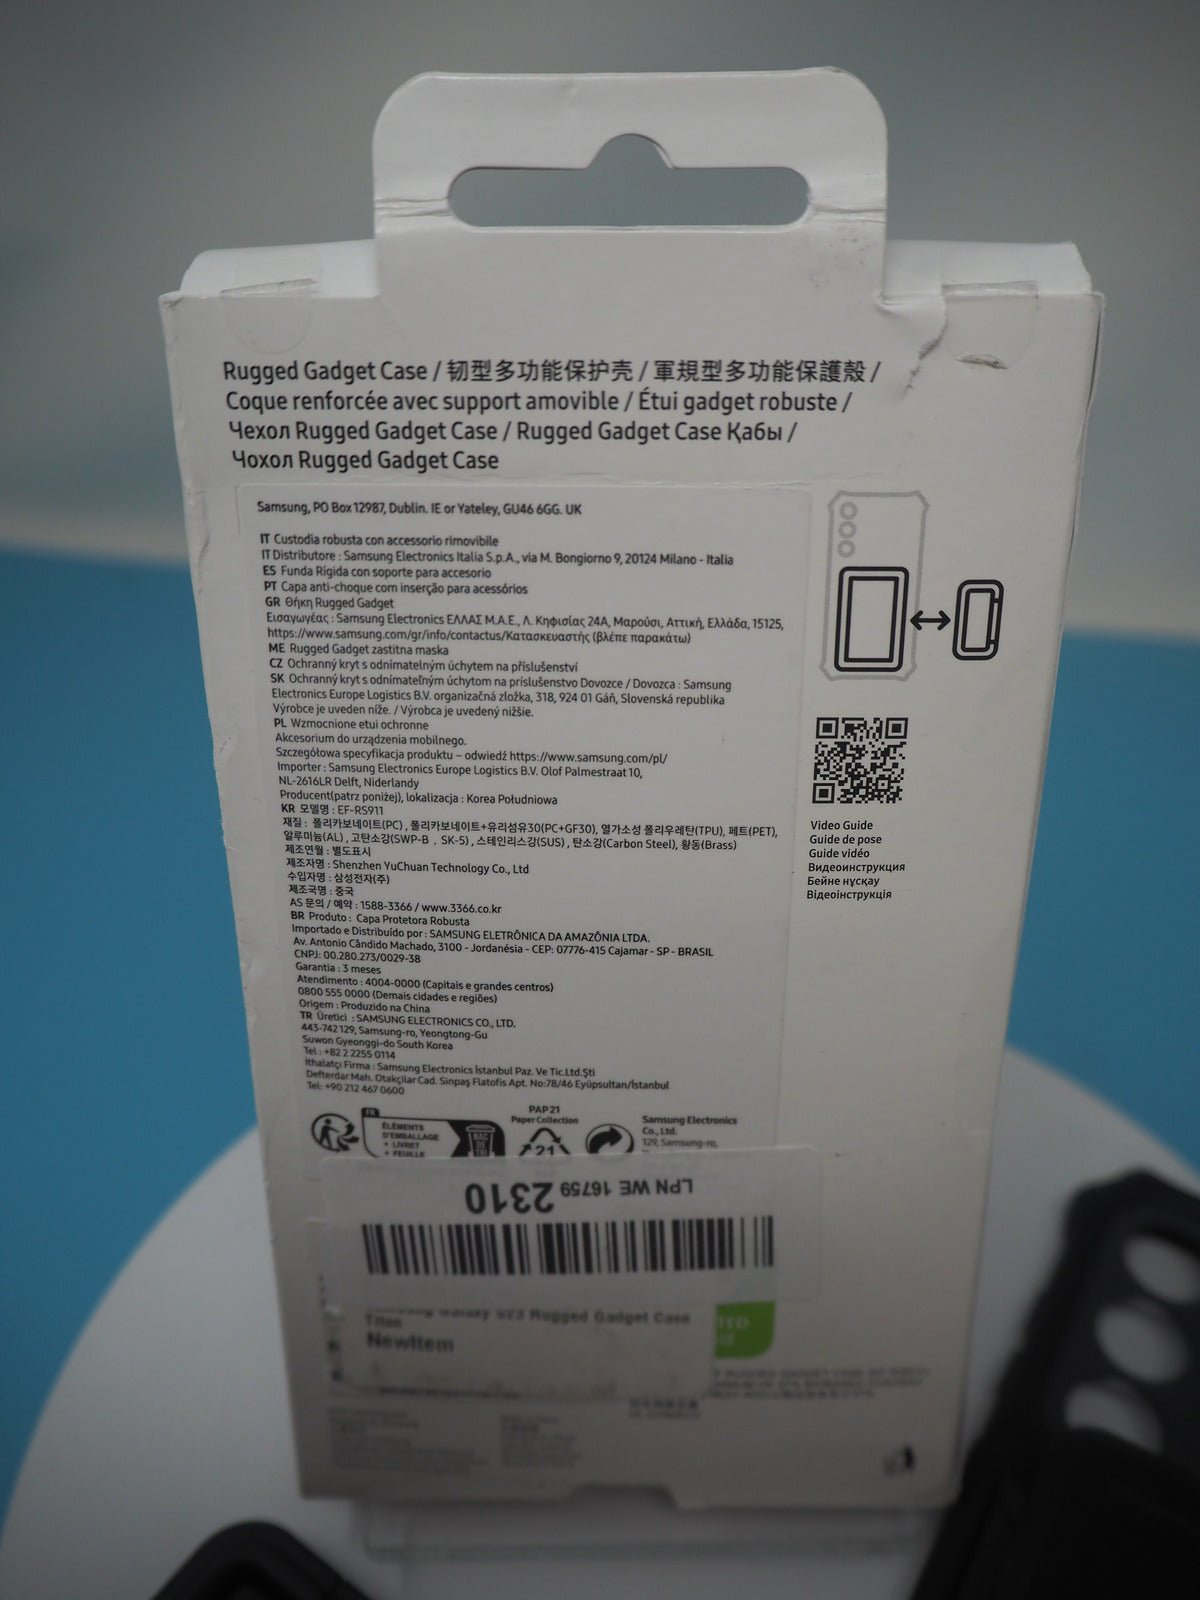 Rugged Gadget Case / 韧型多功能保护壳 / 軍規型多功能保護殼 /
Coque renforcée avec support amovible / Étui gadget robuste /
Чехол Rugged Gadget Case / Rugged Gadget Case Қабы /
Чохол Rugged Gadget Case
Samsung, PO Box 12987, Dublin. IE or Yateley, GU46 6GG. UK
IT Custodia robusta con accessorio rimovibile
IT Distributore : Samsung Electronics Italia S.p.A., via M. Bongiorno 9, 20124 Milano - Italia
ES Funda Rígida con soporte para accesorio
PT Capa anti-choque com inserção para acessórios
GR Θήκη Rugged Gadget
Εισαγωγέας : Samsung Electronics ΕΛΛΑΣ Μ.Α.Ε., Λ. Κηφισίας 24Α, Μαρούσι, Αττική, Ελλάδα, 15125,
https://www.samsung.com/gr/info/contactus/Κατασκευαστής (βλέπε παρακάτω)
ME Rugged Gadget zastitna maska
CZ Ochranný kryt s odnímatelným úchytem na příslušenství
SK Ochranný kryt s odnímateľným úchytom na príslušenstvo Dovozce / Dovozca : Samsung
Electronics Europe Logistics B.V. organizačná zložka, 318, 924 01 Gáň, Slovenská republika
Výrobce je uveden níže. / Výrobca je uvedený nižšie.
PL Wzmocnione etui ochronne
Akcesorium do urządzenia mobilnego.
Szczegółowa specyfikacja produktu – odwiedź https://www.samsung.com/pl/
Importer : Samsung Electronics Europe Logistics B.V. Olof Palmestraat 10,
NL-2616LR Delft, Niderlandy
Producent(patrz poniżej), lokalizacja : Korea Południowa
KR 모델명 : EF-RS911
재질 : 폴리카보네이트(PC) , 폴리카보네이트+유리섬유30(PC+GF30), 열가소성 폴리우레탄(TPU), 페트(PET),
알루미늄(AL) , 고탄소강(SWP-B , SK-5) , 스테인리스강(SUS) , 탄소강(Carbon Steel), 황동(Brass)
제조연월 : 별도표시
제조자명 : Shenzhen YuChuan Technology Co., Ltd
수입자명 : 삼성전자(주)
제조국명 : 중국
AS 문의 / 예약 : 1588-3366 / www.3366.co.kr
BR Produto : Capa Protetora Robusta
Importado e Distribuído por : SAMSUNG ELETRÔNICA DA AMAZÔNIA LTDA.
Av. Antonio Cândido Machado, 3100 - Jordanésia - CEP: 07776-415 Cajamar - SP - BRASIL
CNPJ: 00.280.273/0029-38
Garantia : 3 meses
Atendimento : 4004-0000 (Capitais e grandes centros)
0800 555 0000 (Demais cidades e regiões)
Origem : Produzido na China
TR Üretici : SAMSUNG ELECTRONICS CO., LTD.
443-742 129, Samsung-ro, Yeongtong-Gu
Suwon Gyeonggi-do South Korea
Tel : +82 2 2255 0114
İthalatçı Firma : Samsung Electronics İstanbul Paz. Ve Tic.Ltd.Şti
Defterdar Mah. Otakçılar Cad. Sinpaş Flatofis Apt. No:78/46 Eyüpsultan/İstanbul
Tel: +90 212 467 0600
Video Guide
Guide de pose
Guide vidéo
Видеоинструкция
Бейне нұсқау
Відеоінструкція
FR
ÉLÉMENTS
D'EMBALLAGE
+ LIVRET
+ FEUILLE
BAC
DE
TRI
PAP 21
Paper Collection
21
Samsung Electronics
Co., Ltd.
129, Samsung-ro,
LPN WE 16759 2310
Samsung Galaxy S23 Rugged Gadget Case
Titan
NewItem